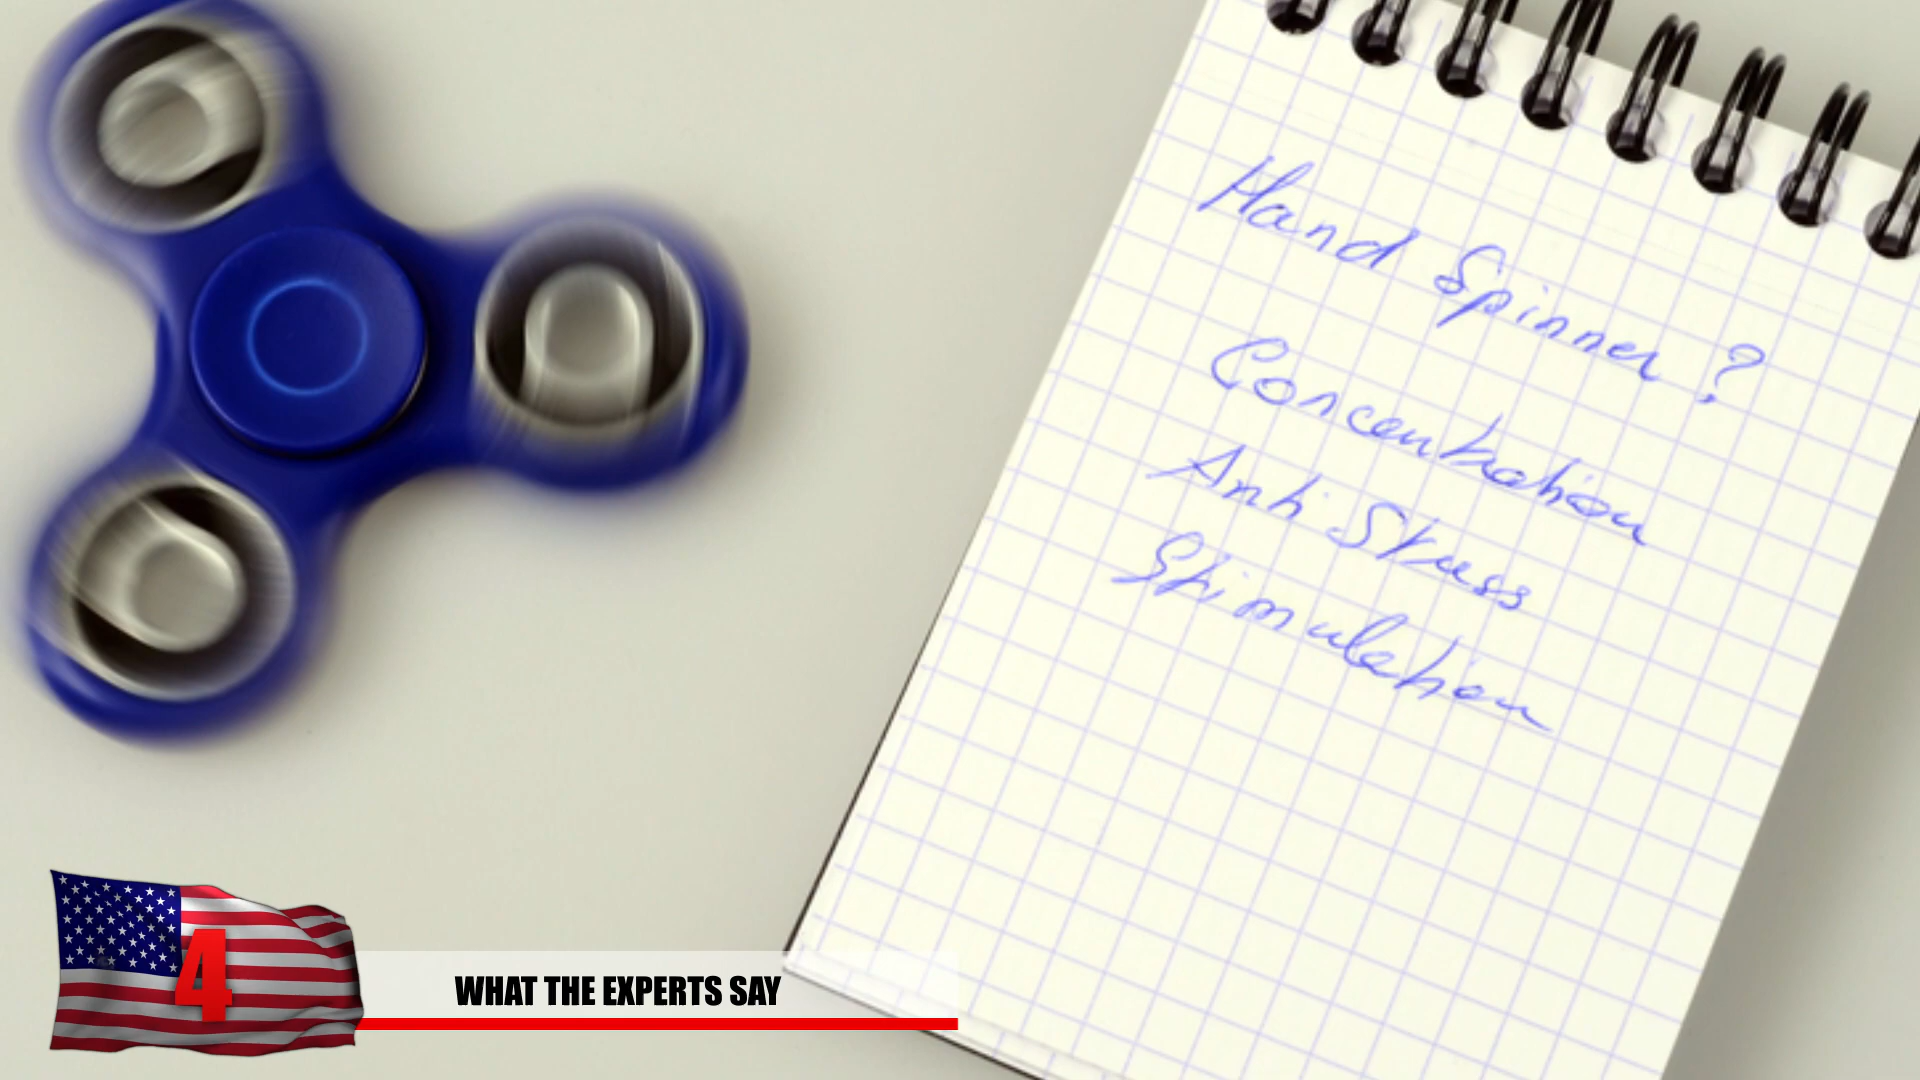 Hand Spinner?
Concentration
Anti Stress
Stimulation
4
WHAT THE EXPERTS SAY